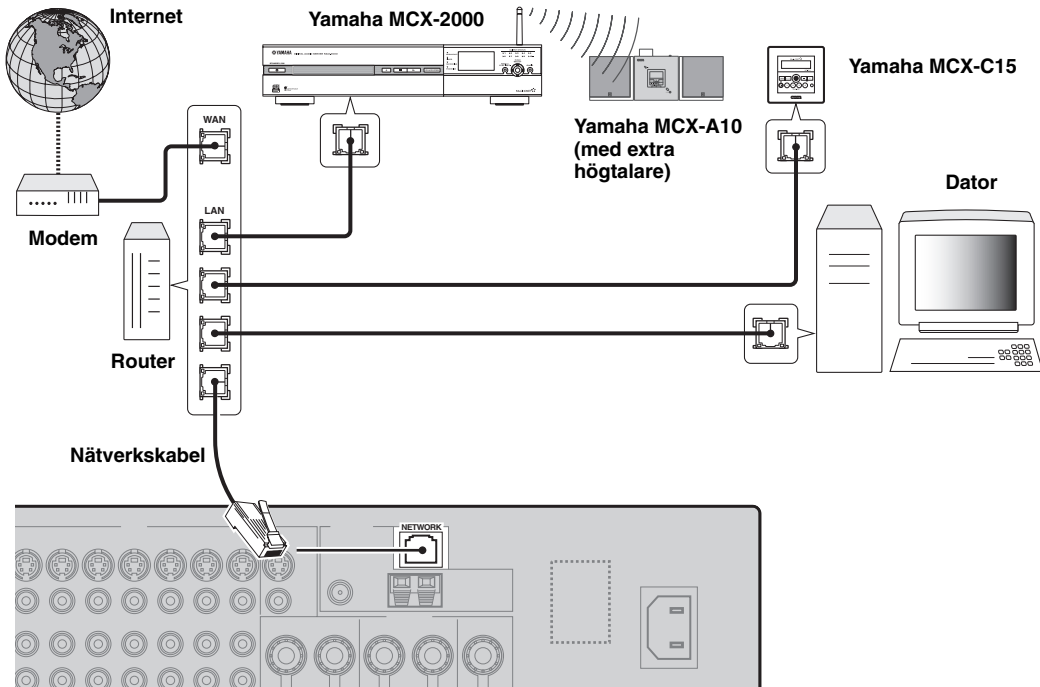 Internet
Yamaha MCX-2000
YAMAHA
Yamaha MCX-C15
Yamaha MCX-A10
(med extra
högtalare)
WAN
Dator
Modem
LAN
Router
Nätverkskabel
NETWORK